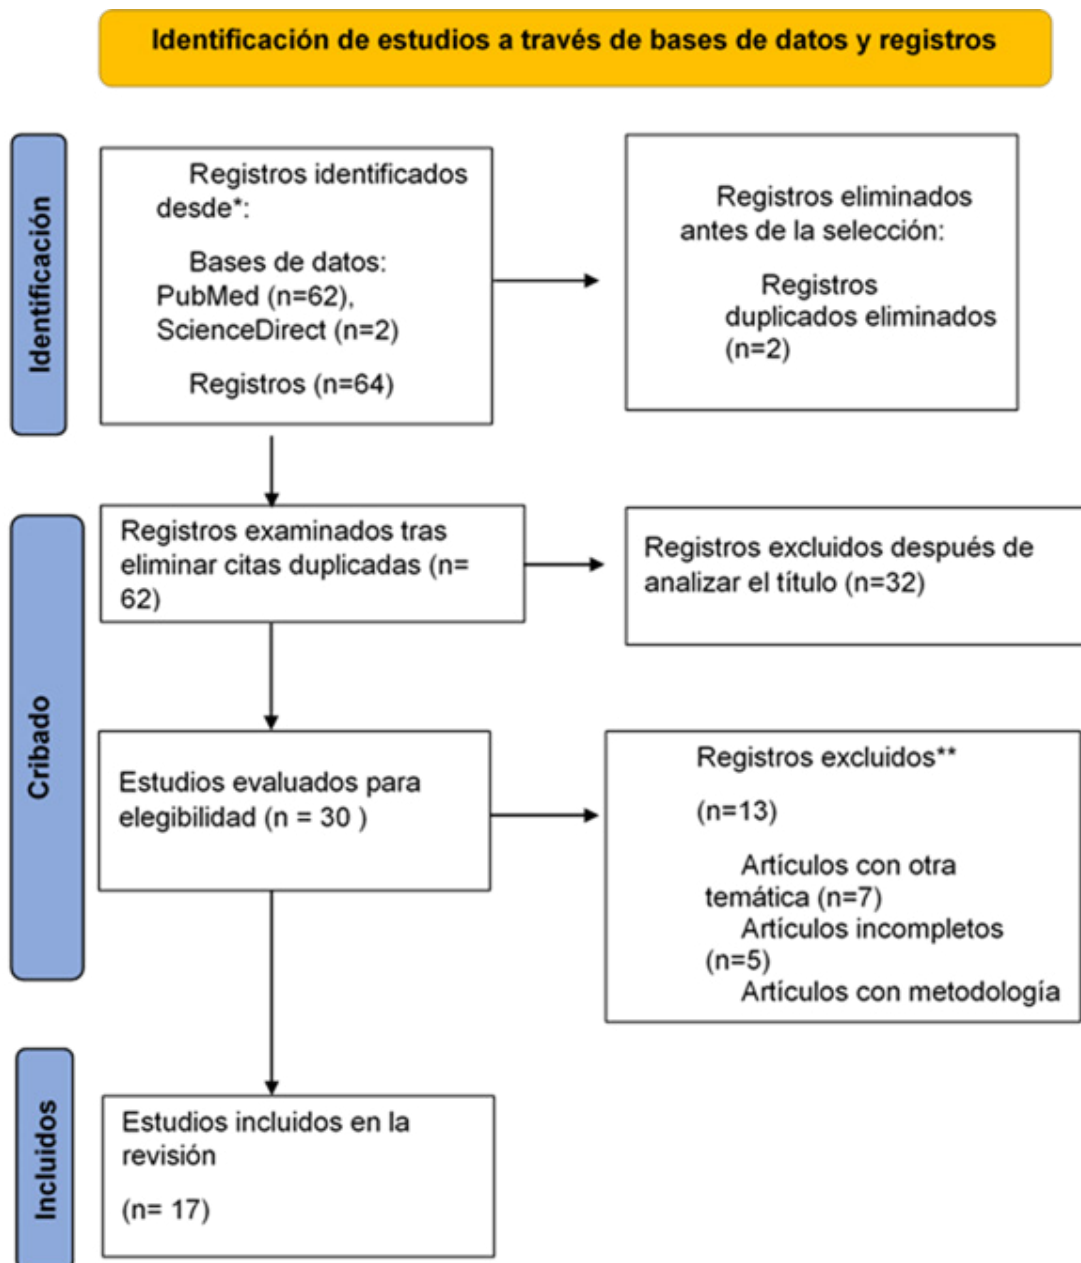 Identificación de estudios a través de bases de datos y registros
Identificación
Registros identificados
desde*:
Bases de datos:
PubMed (n=62),
ScienceDirect (n=2)
Registros (n=64)
Registros eliminados
antes de la selección:
Registros
duplicados eliminados
(n=2)
Cribado
Registros examinados tras
eliminar citas duplicadas (n=
62)
Registros excluidos después de
analizar el título (n=32)
Estudios evaluados para
elegibilidad (n = 30 )
Registros excluidos**
(n=13)
Artículos con otra
temática (n=7)
Artículos incompletos
(n=5)
Artículos con metodología
Incluidos
Estudios incluidos en la
revisión
(n= 17)